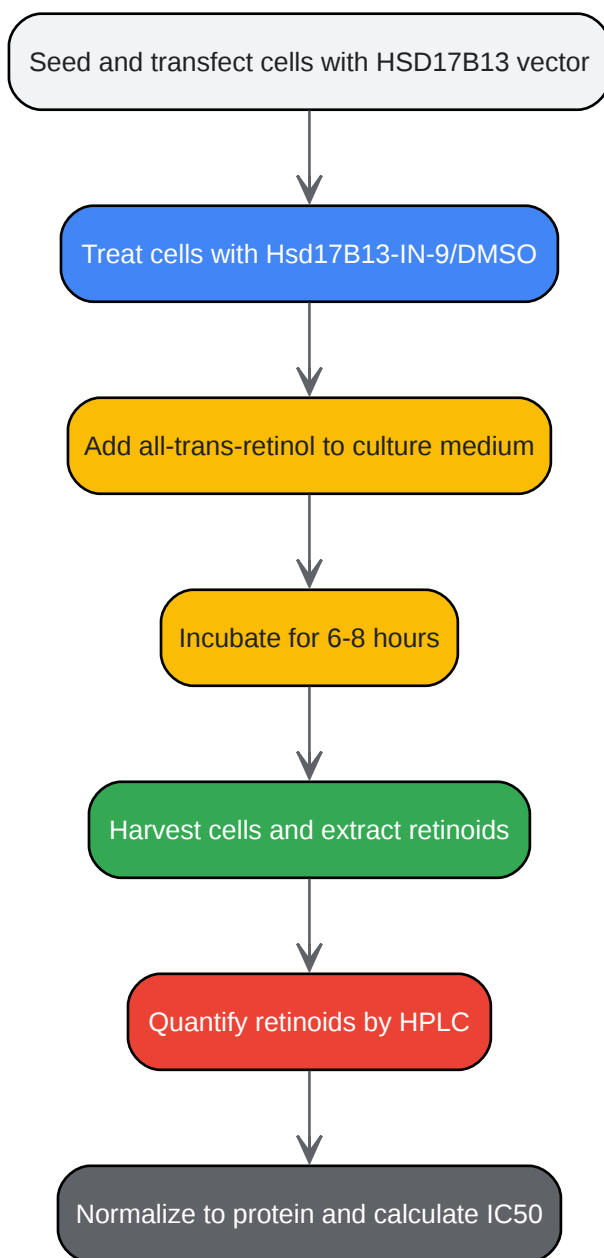 Seed and transfect cells with HSD17B13 vector
Treat cells with Hsd17B13-IN-9/DMSO
Add all-trans-retinol to culture medium
Incubate for 6-8 hours
Harvest cells and extract retinoids
Quantify retinoids by HPLC
Normalize to protein and calculate IC50